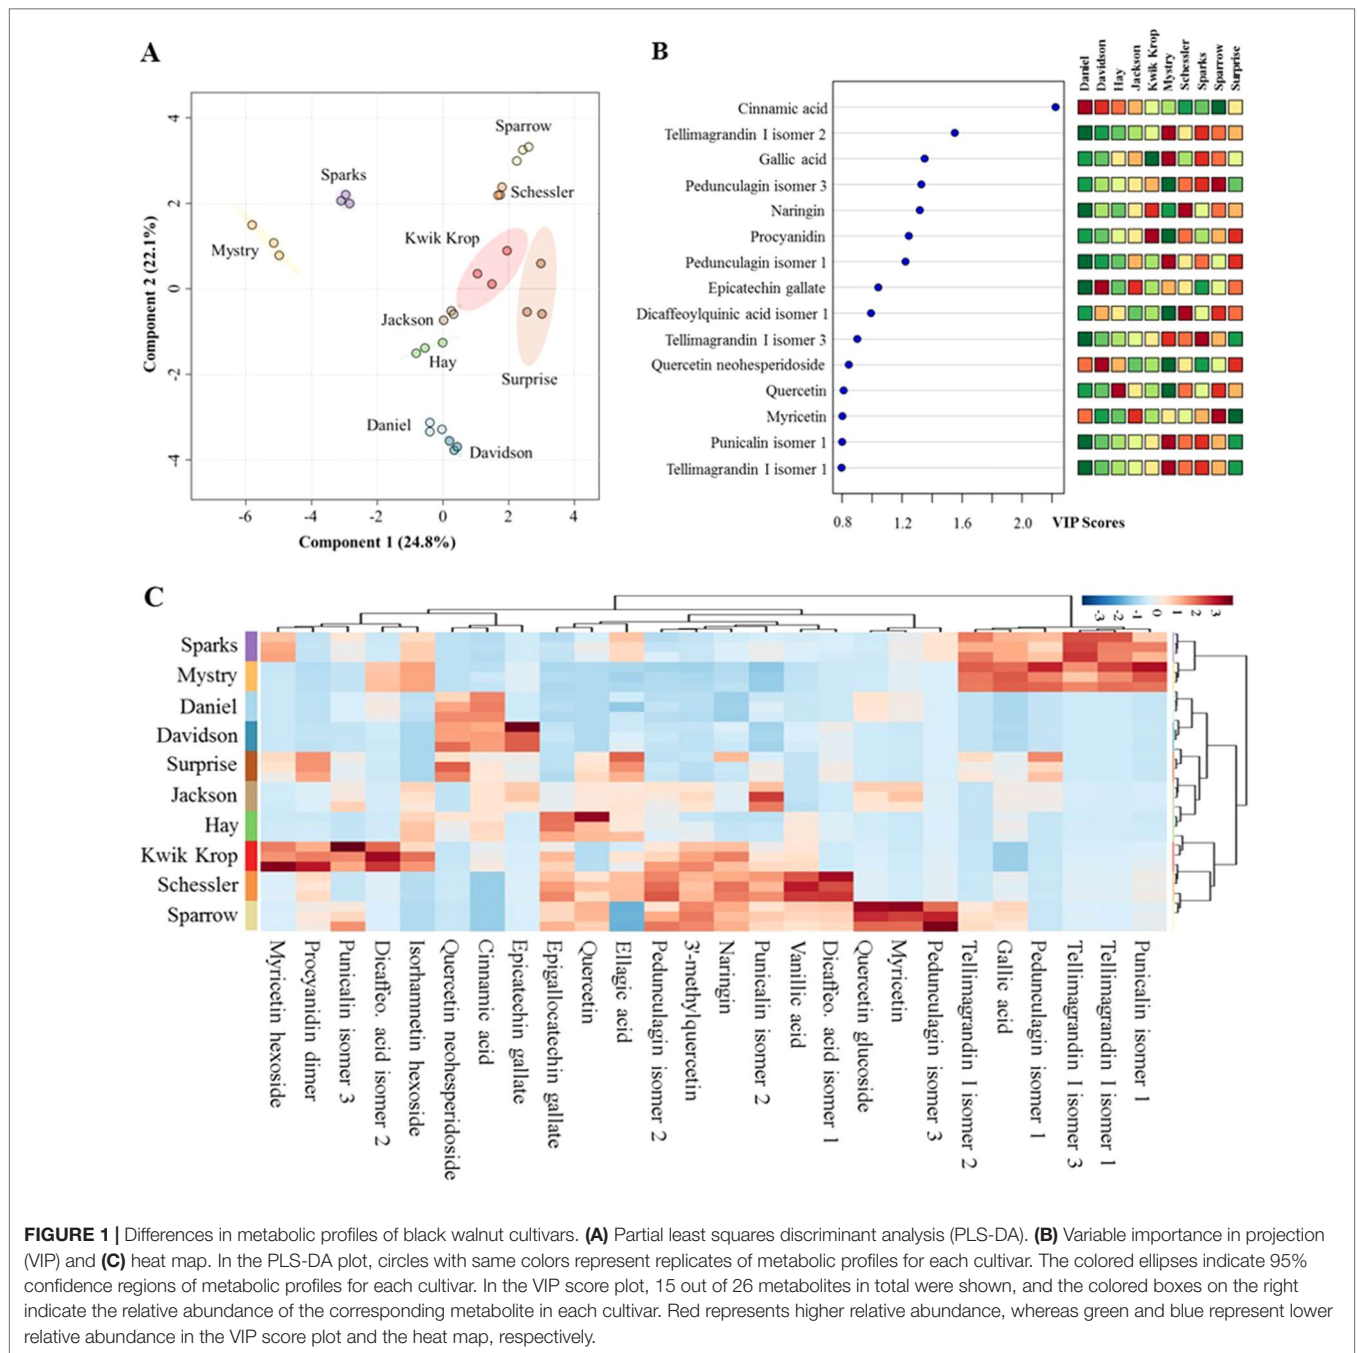 A
Component 2 (22.1%)
4
2
0
-2
-4
Sparrow
Sparks
Schessler
Kwik Krop
Mystry
Jackson
Hay
Surprise
Daniel
Davidson
-6
-4
-2
0
2
4
Component 1 (24.8%)
B
Daniel
Davidson
Hay
Jackson
Kwik Krop
Mystry
Schessler
Sparks
Sparrow
Surprise
Cinnamic acid
Tellimagrandin I isomer 2
Gallic acid
Pedunculagin isomer 3
Naringin
Procyanidin
Pedunculagin isomer 1
Epicatechin gallate
Dicaffeoylquinic acid isomer 1
Tellimagrandin I isomer 3
Quercetin neohesperidoside
Quercetin
Myricetin
Punicalin isomer 1
Tellimagrandin I isomer 1
0.8
1.2
1.6
2.0
VIP Scores
C
-3
-2
-1
0
1
2
3
Sparks
Mystry
Daniel
Davidson
Surprise
Jackson
Hay
Kwik Krop
Schessler
Sparrow
Myricetin hexoside
Procyanidin dimer
Punicalin isomer 3
Dicaffeo. acid isomer 2
Isorhamnetin hexoside
Quercetin neohesperidoside
Cinnamic acid
Epicatechin gallate
Epigallocatechin gallate
Quercetin
Ellagic acid
Pedunculagin isomer 2
3'-methylquercetin
Naringin
Punicalin isomer 2
Vanillic acid
Dicaffeo. acid isomer 1
Quercetin glucoside
Myricetin
Pedunculagin isomer 3
Tellimagrandin I isomer 2
Gallic acid
Pedunculagin isomer 1
Tellimagrandin I isomer 3
Tellimagrandin I isomer 1
Punicalin isomer 1
FIGURE 1 | Differences in metabolic profiles of black walnut cultivars. (A) Partial least squares discriminant analysis (PLS-DA). (B) Variable importance in projection
(VIP) and (C) heat map. In the PLS-DA plot, circles with same colors represent replicates of metabolic profiles for each cultivar. The colored ellipses indicate 95%
confidence regions of metabolic profiles for each cultivar. In the VIP score plot, 15 out of 26 metabolites in total were shown, and the colored boxes on the right
indicate the relative abundance of the corresponding metabolite in each cultivar. Red represents higher relative abundance, whereas green and blue represent lower
relative abundance in the VIP score plot and the heat map, respectively.